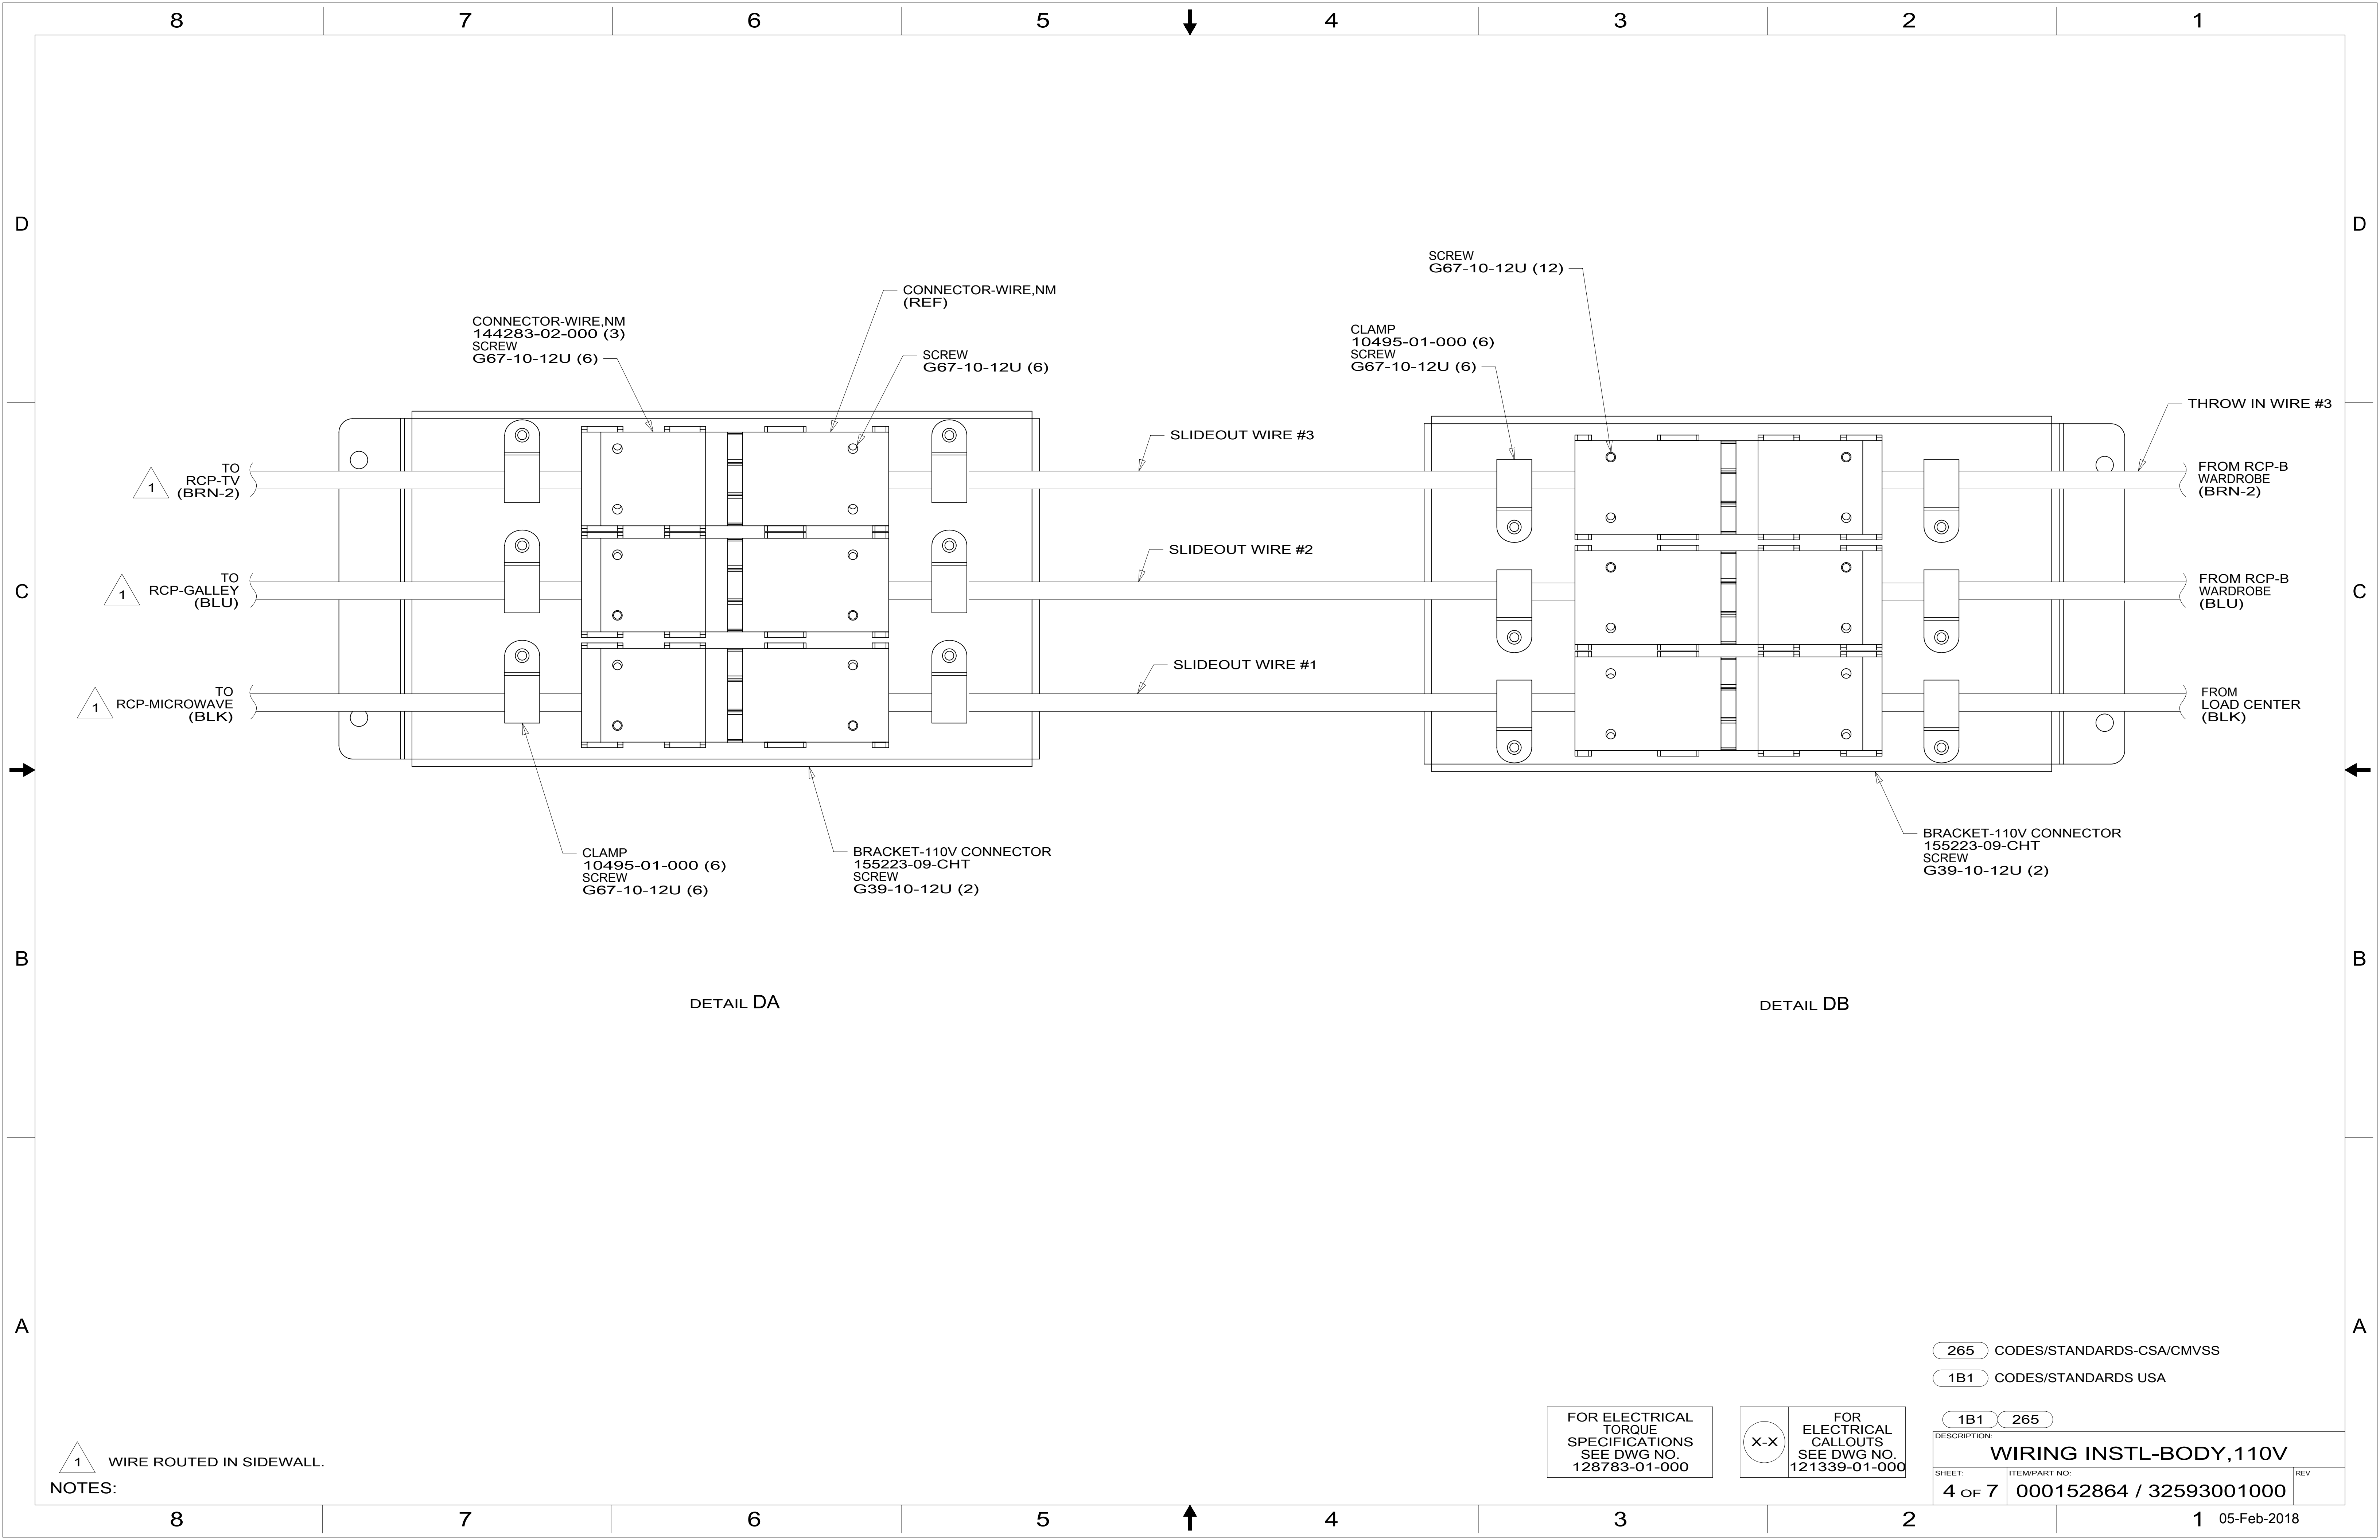 8 7 6 5 4 3 2 1
D D
SCREW
G67-10-12U (12)
CONNECTOR-WIRE,NM
(REF)
CONNECTOR-WIRE,NM
144283-02-000 (3)
SCREW
G67-10-12U (6)
SCREW
G67-10-12U (6)
CLAMP
10495-01-000 (6)
SCREW
G67-10-12U (6)
THROW IN WIRE #3
SLIDEOUT WIRE #3
1
TO
RCP-TV
(BRN-2)
FROM RCP-B
WARDROBE
(BRN-2)
SLIDEOUT WIRE #2
C C
1
TO
RCP-GALLEY
(BLU)
FROM RCP-B
WARDROBE
(BLU)
SLIDEOUT WIRE #1
1
TO
RCP-MICROWAVE
(BLK)
FROM
LOAD CENTER
(BLK)
CLAMP
10495-01-000 (6)
SCREW
G67-10-12U (6)
BRACKET-110V CONNECTOR
155223-09-CHT
SCREW
G39-10-12U (2)
BRACKET-110V CONNECTOR
155223-09-CHT
SCREW
G39-10-12U (2)
B B
DETAIL DA
DETAIL DB
A A
265 CODES/STANDARDS-CSA/CMVSS
1B1 CODES/STANDARDS USA
FOR ELECTRICAL
TORQUE
SPECIFICATIONS
SEE DWG NO.
128783-01-000
X-X
FOR
ELECTRICAL
CALLOUTS
SEE DWG NO.
121339-01-000
1B1 265
DESCRIPTION:
WIRING INSTL-BODY,110V
SHEET:
4 OF 7
ITEM/PART NO:
000152864 / 32593001000
REV
1 WIRE ROUTED IN SIDEWALL.
NOTES:
8 7 6 5 4 3 2 1
05-Feb-2018